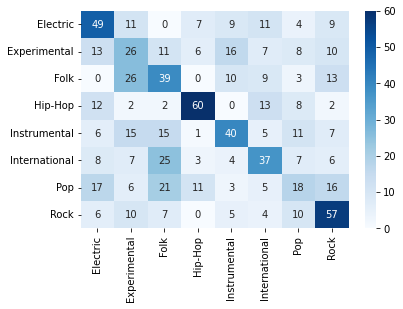 Electric 49 11 0 7 9 11 4 9
Experimental 13 26 11 6 16 7 8 10
Folk 0 26 39 0 10 9 3 13
Hip-Hop 12 2 2 60 0 13 8 2
Instrumental 6 15 15 1 40 5 11 7
International 8 7 25 3 4 37 7 6
Pop 17 6 21 11 3 5 18 16
Rock 6 10 7 0 5 4 10 57
Electric Experimental Folk Hip-Hop Instrumental International Pop Rock
60
50
40
30
20
10
0